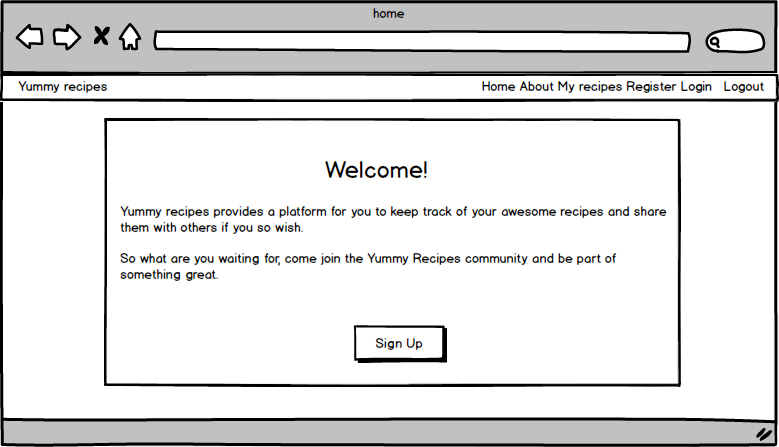 home
Yummy recipes
Home About My recipes Register Login Logout
Welcome!
Yummy recipes provides a platform for you to keep track of your awesome recipes and share
them with others if you so wish.
So what are you waiting for, come join the Yummy Recipes community and be part of
something great.
Sign Up